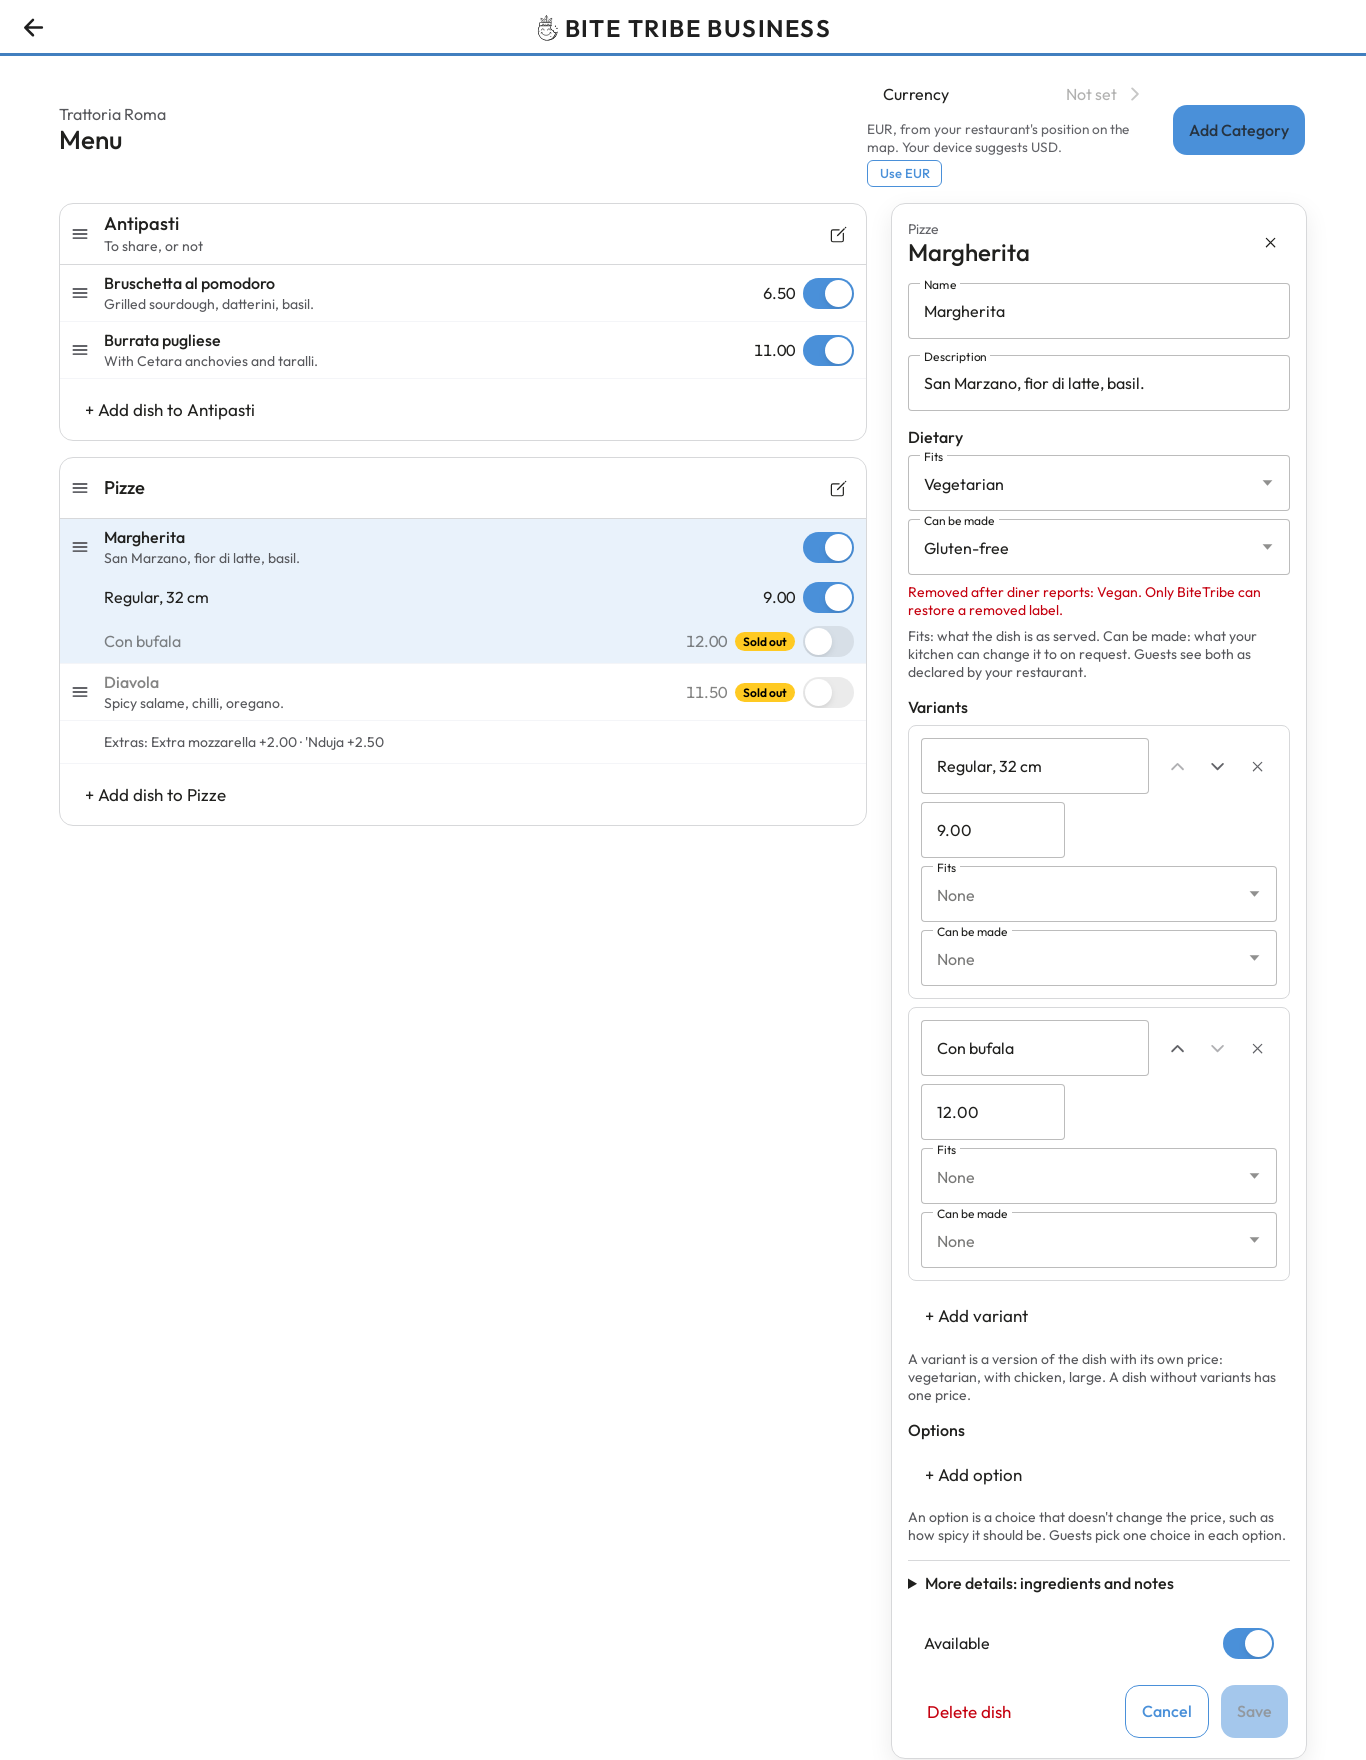 BITE TRIBE BUSINESS
Trattoria Roma
Menu
Currency
Not set
EUR, from your restaurant's position on the
map. Your device suggests USD.
Use EUR
Add Category
Antipasti
To share, or not
Bruschetta al pomodoro
Grilled sourdough, datterini, basil.
6.50
Burrata pugliese
With Cetara anchovies and taralli.
11.00
+ Add dish to Antipasti
Pizze
Margherita
San Marzano, fior di latte, basil.
Regular, 32 cm
9.00
Con bufala
12.00
Sold out
Diavola
Spicy salame, chilli, oregano.
11.50
Sold out
Extras: Extra mozzarella +2.00 · 'Nduja +2.50
+ Add dish to Pizze
Pizze
Margherita
Name
Margherita
Description
San Marzano, fior di latte, basil.
Dietary
Fits
Vegetarian
Can be made
Gluten-free
Removed after diner reports: Vegan. Only BiteTribe can
restore a removed label.
Fits: what the dish is as served. Can be made: what your
kitchen can change it to on request. Guests see both as
declared by your restaurant.
Variants
Regular, 32 cm
9.00
Fits
None
Can be made
None
Con bufala
12.00
Fits
None
Can be made
None
+ Add variant
A variant is a version of the dish with its own price:
vegetarian, with chicken, large. A dish without variants has
one price.
Options
+ Add option
An option is a choice that doesn't change the price, such as
how spicy it should be. Guests pick one choice in each option.
More details: ingredients and notes
Available
Delete dish
Cancel
Save